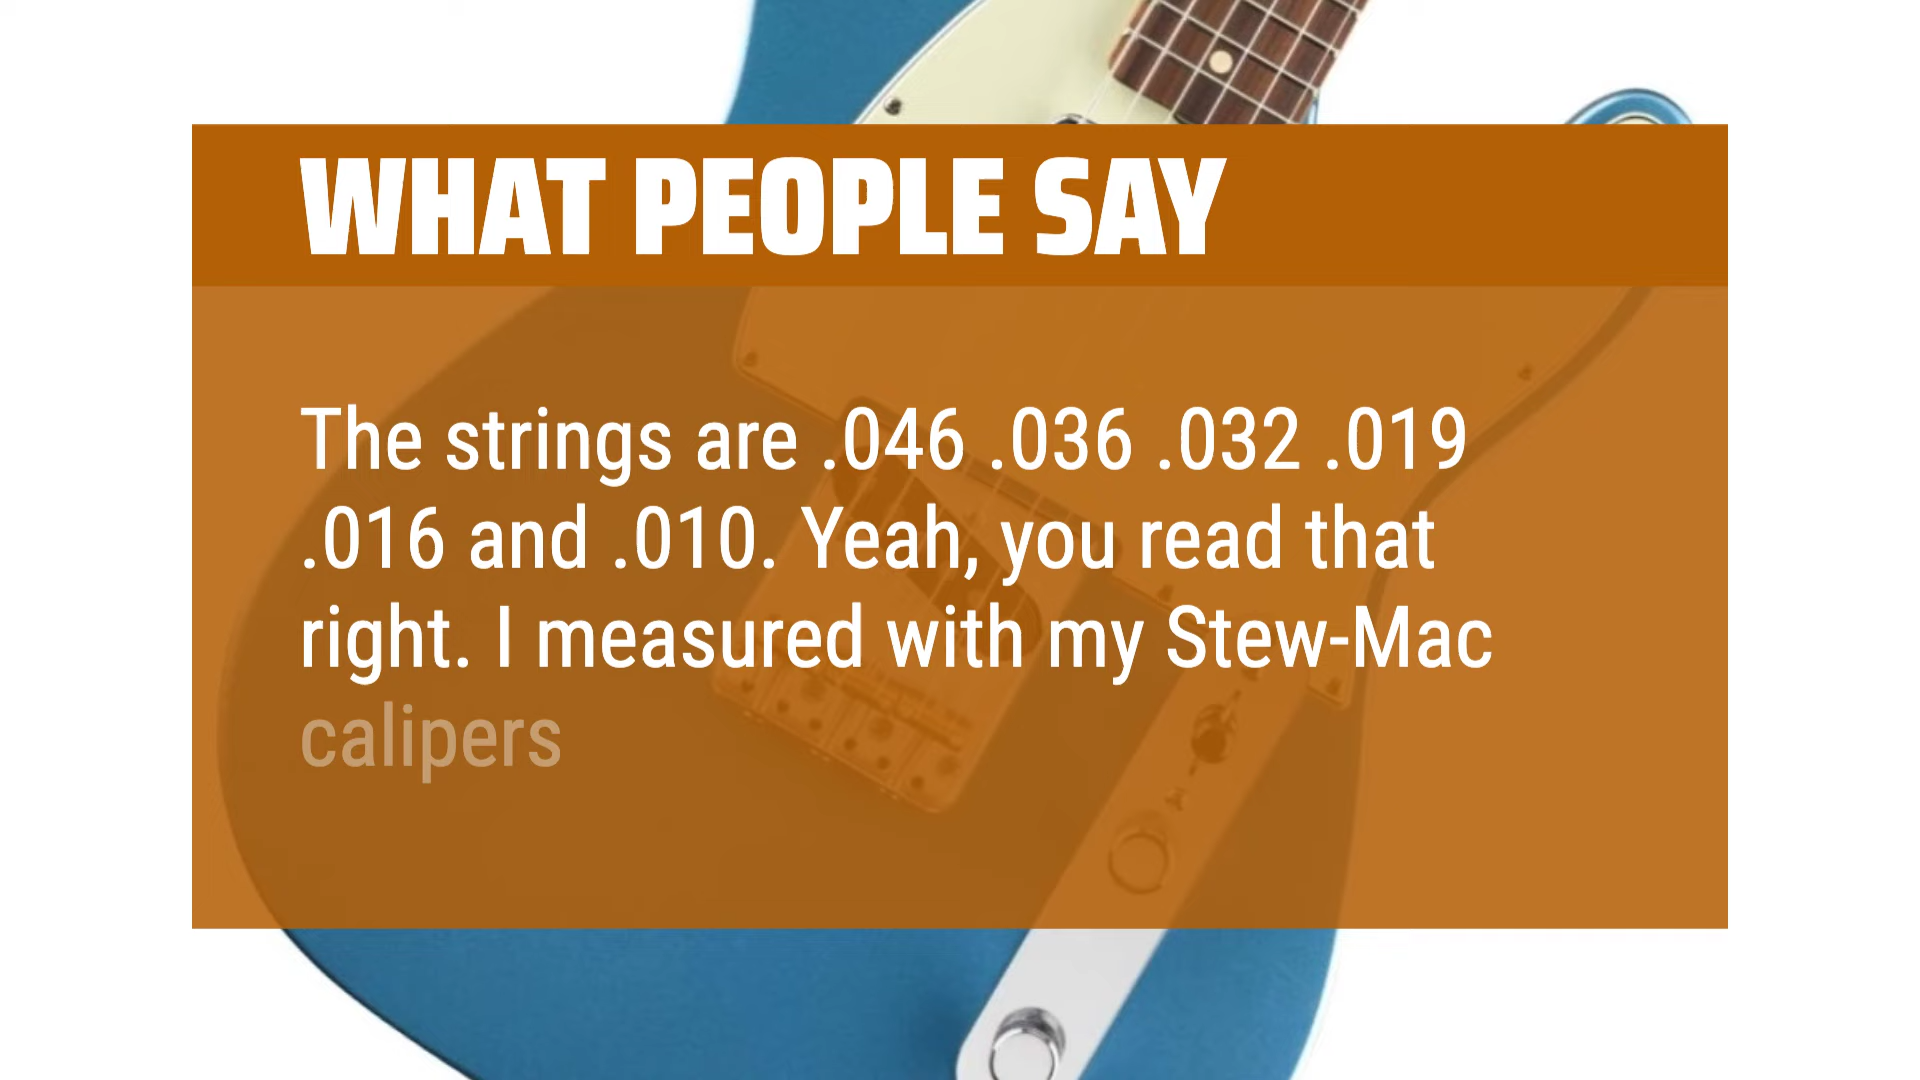 WHAT PEOPLE SAY
The strings are .046 .036 .032 .019
.016 and .010. Yeah, you read that
right. I measured with my Stew-Mac
calipers